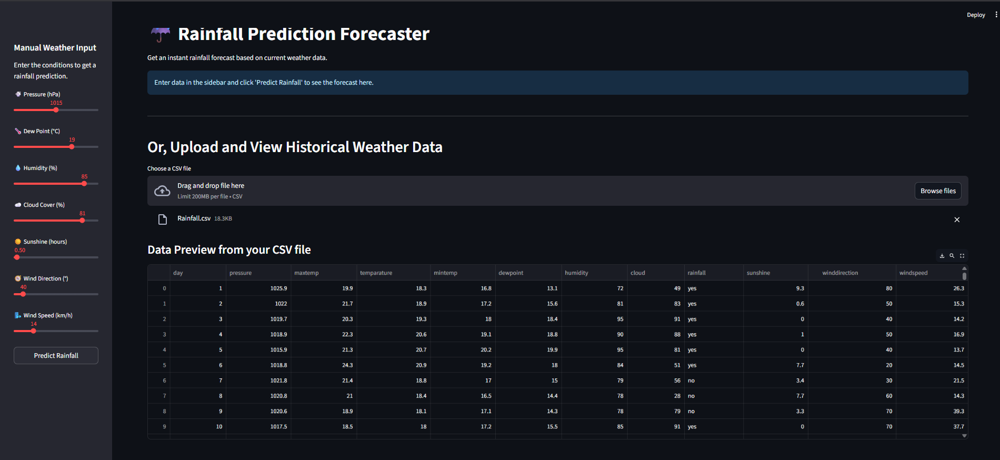 Deploy
Manual Weather Input
Enter the conditions to get a
rainfall prediction.
Pressure (hPa)
1015
Dew Point (°C)
19
Humidity (%)
85
Cloud Cover (%)
81
Sunshine (hours)
0.50
Wind Direction (°)
40
Wind Speed (km/h)
14
Predict Rainfall
Rainfall Prediction Forecaster
Get an instant rainfall forecast based on current weather data.
Enter data in the sidebar and click 'Predict Rainfall' to see the forecast here.
Or, Upload and View Historical Weather Data
Choose a CSV file
Drag and drop file here
Limit 200MB per file • CSV
Browse files
Rainfall.csv 18.3KB
Data Preview from your CSV file
day pressure maxtemp temparature mintemp dewpoint humidity cloud rainfall sunshine winddirection windspeed
0 1 1025.9 19.9 18.3 16.8 13.1 72 49 yes 9.3 80 26.3
1 2 1022 21.7 18.9 17.2 15.6 81 83 yes 0.6 50 15.3
2 3 1019.7 20.3 19.3 18 18.4 95 91 yes 0 40 14.2
3 4 1018.9 22.3 20.6 19.1 18.8 90 88 yes 1 50 16.9
4 5 1015.9 21.3 20.7 20.2 19.9 95 81 yes 0 40 13.7
5 6 1018.8 24.3 20.9 19.2 18 84 51 yes 7.7 20 14.5
6 7 1021.8 21.4 18.8 17 15 79 56 no 3.4 30 21.5
7 8 1020.8 21 18.4 16.5 14.4 78 28 no 7.7 60 14.3
8 9 1020.6 18.9 18.1 17.1 14.3 78 79 no 3.3 70 39.3
9 10 1017.5 18.5 18 17.2 15.5 85 91 yes 0 70 37.7